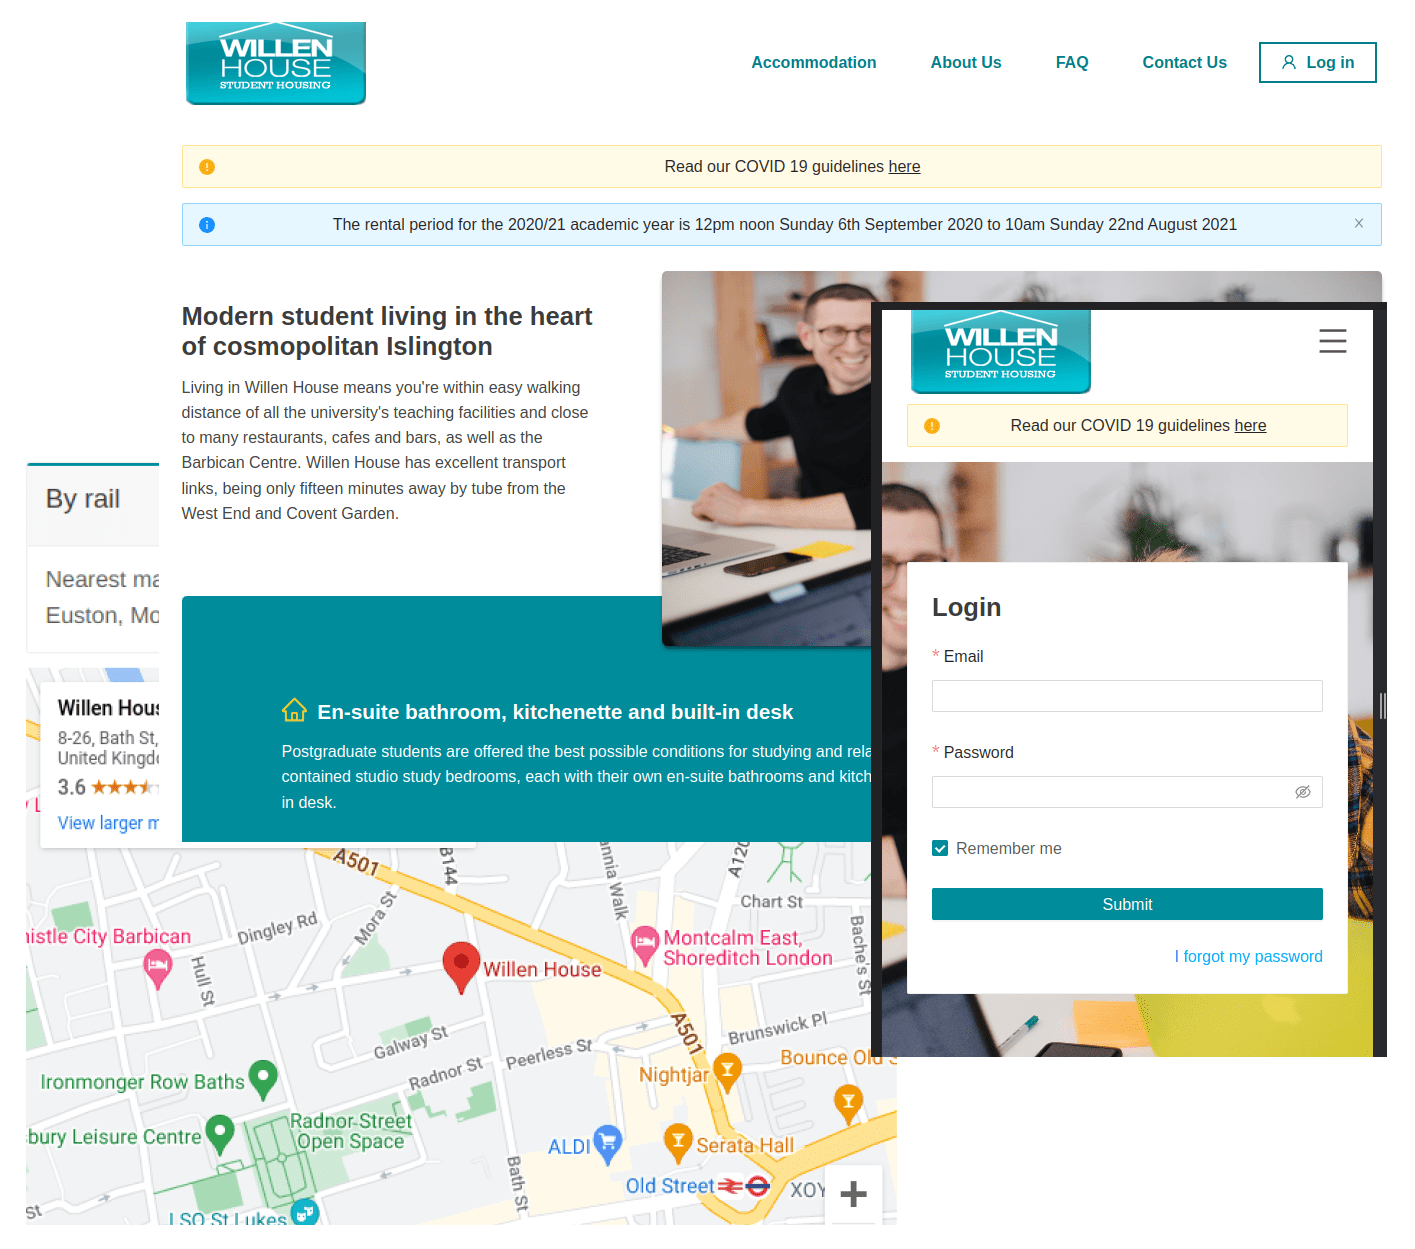 WILLEN
HOUSE
STUDENT HOUSING
Accommodation
About Us
FAQ
Contact Us
Log in
Read our COVID 19 guidelines here
The rental period for the 2020/21 academic year is 12pm noon Sunday 6th September 2020 to 10am Sunday 22nd August 2021
Modern student living in the heart
of cosmopolitan Islington
Living in Willen House means you're within easy walking
distance of all the university's teaching facilities and close
to many restaurants, cafes and bars, as well as the
Barbican Centre. Willen House has excellent transport
links, being only fifteen minutes away by tube from the
West End and Covent Garden.
En-suite bathroom, kitchenette and built-in desk
Postgraduate students are offered the best possible conditions for studying and rela
contained studio study bedrooms, each with their own en-suite bathrooms and kitch
in desk.
WILLEN
HOUSE
STUDENT HOUSING
Read our COVID 19 guidelines here
Login
* Email
* Password
Remember me
Submit
I forgot my password
By rail
Nearest ma
Euston, Mo
Willen Hous
8-26, Bath St,
United Kingdo
3.6
View larger m
A501
B144
annia Walk
A120
Chart St
Mora St
Dingley Rd
histle City Barbican
Hull St
Willen House
Montcalm East,
Shoreditch London
Bache's St
A501
Brunswick Pl
Galway St
Peerless St
Radnor St
Nightjar
Bounce Old S
Ironmonger Row Baths
Radnor Street
Open Space
sbury Leisure Centre
ALDI
Serata Hall
Bath St
Old Street
XOY
St
LSO St Lukes